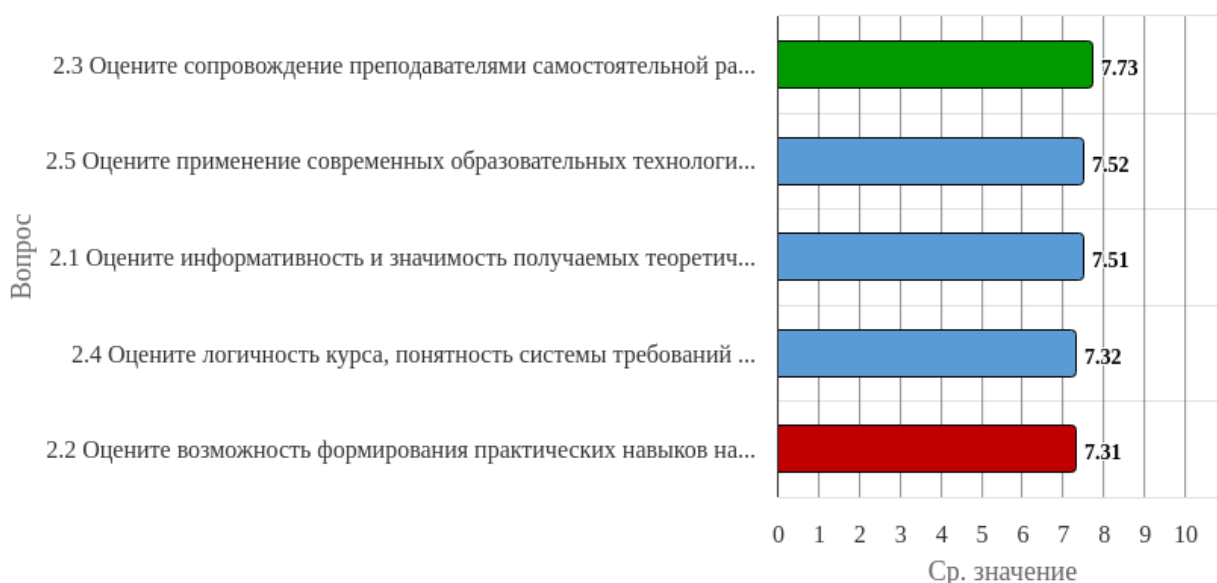 2.3 Оцените сопровождение преподавателями самостоятельной ра...
7.73
2.5 Оцените применение современных образовательных технологи...
7.52
2.1 Оцените информативность и значимость получаемых теоретич...
7.51
2.4 Оцените логичность курса, понятность системы требований ...
7.32
2.2 Оцените возможность формирования практических навыков на...
7.31
Вопрос
0 1 2 3 4 5 6 7 8 9 10
Ср. значение